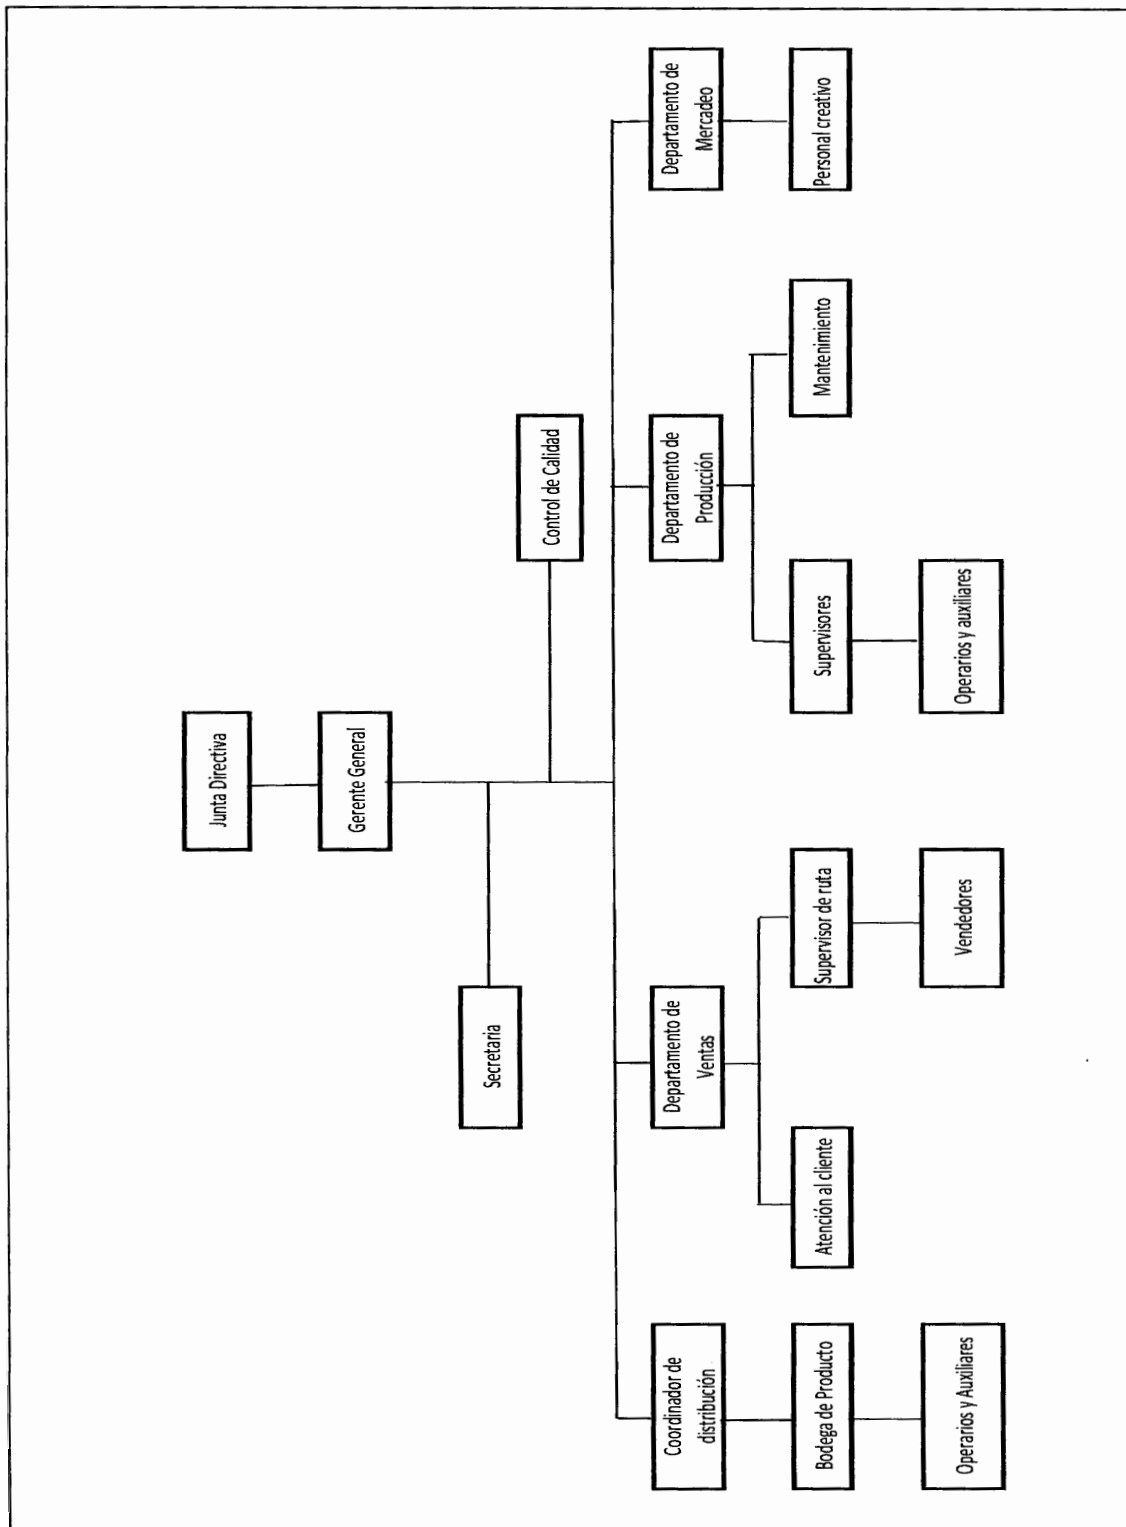 Junta Directiva
Gerente General
Secretaria
Control de Calidad
Coordinador de
distribución
Departamento de
Ventas
Departamento de
Producción
Departamento de
Mercadeo
Bodega de Producto
Atención al cliente
Supervisor de ruta
Supervisores
Mantenimiento
Personal creativo
Operarios y Auxiliares
Vendedores
Operarios y auxiliares